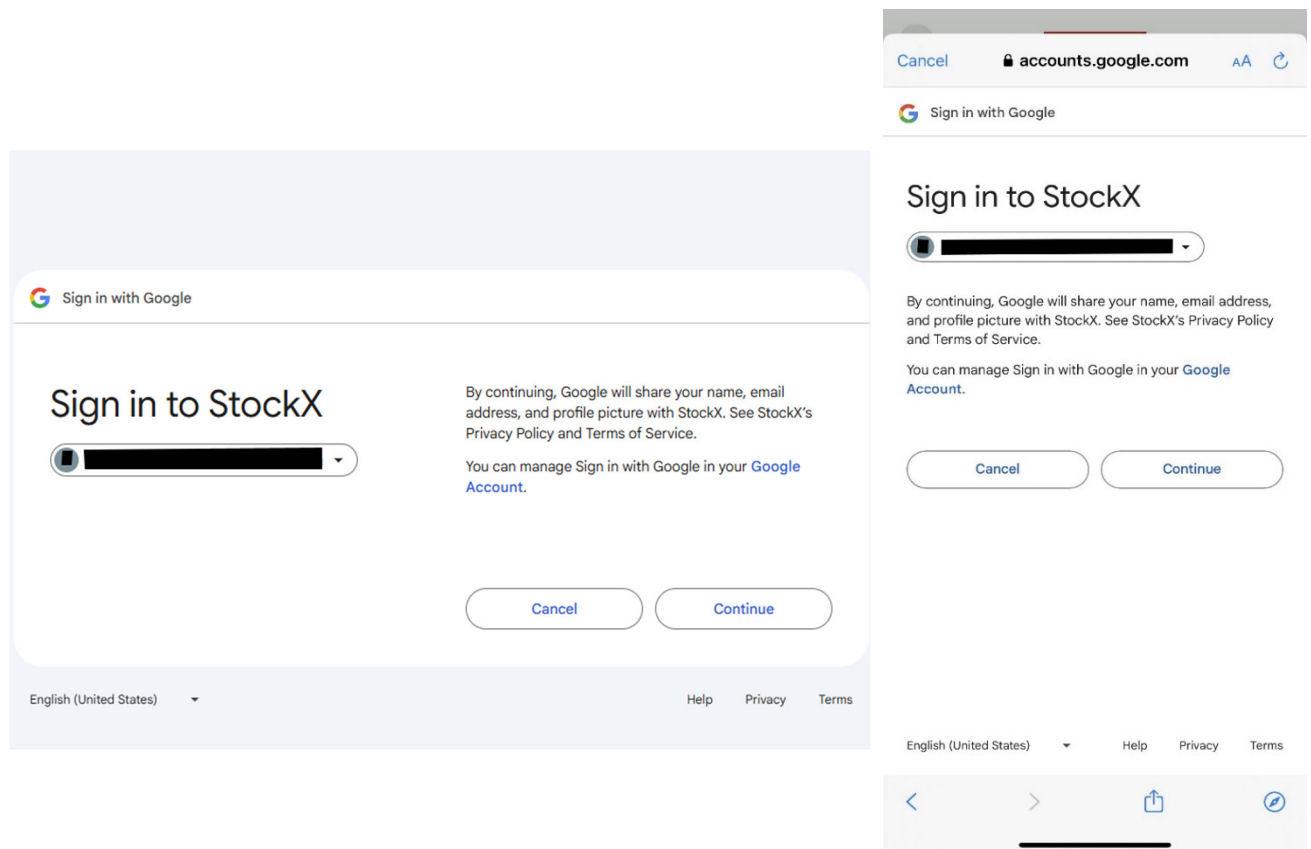 Sign in with Google
Sign in to StockX
By continuing, Google will share your name, email
address, and profile picture with StockX. See StockX's
Privacy Policy and Terms of Service.
You can manage Sign in with Google in your Google
Account.
Cancel Continue
English (United States) Help Privacy Terms
Cancel accounts.google.com AA
Sign in with Google
Sign in to StockX
By continuing, Google will share your name, email address,
and profile picture with StockX. See StockX's Privacy Policy
and Terms of Service.
You can manage Sign in with Google in your Google
Account.
Cancel Continue
English (United States) Help Privacy Terms